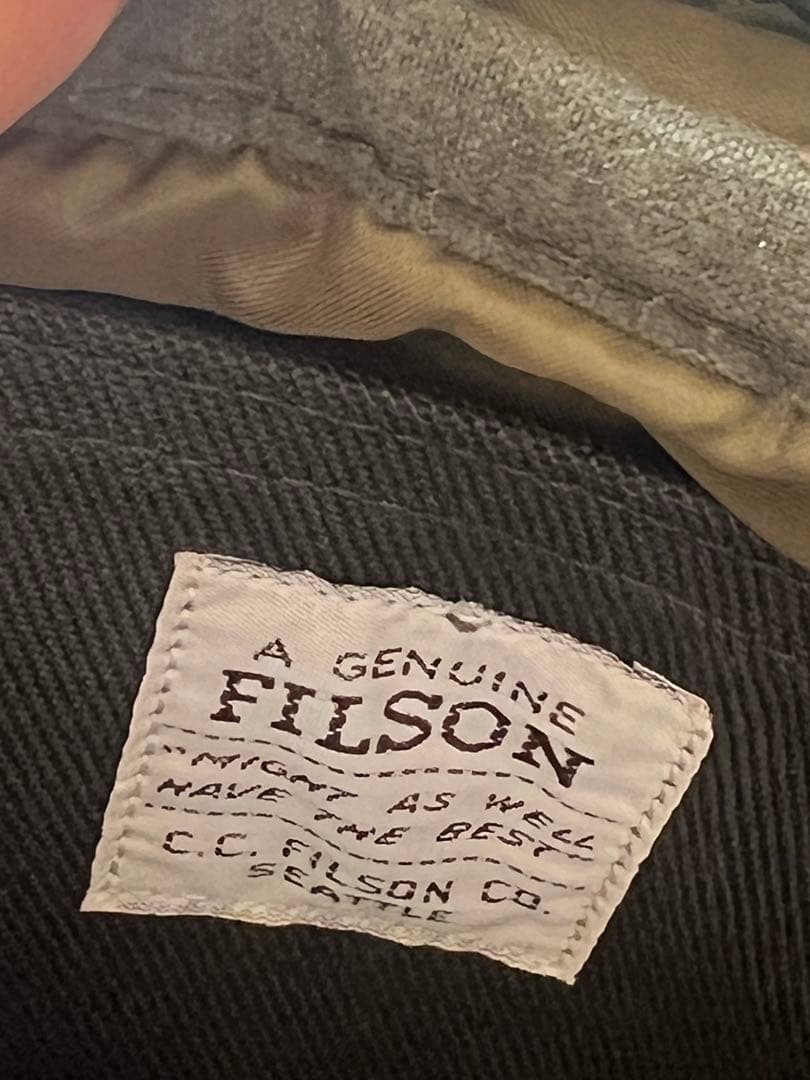 A GENUINE
FILSON
"MIGHT AS WELL
HAVE THE BEST"
C.C. FILSON CO.
SEATTLE